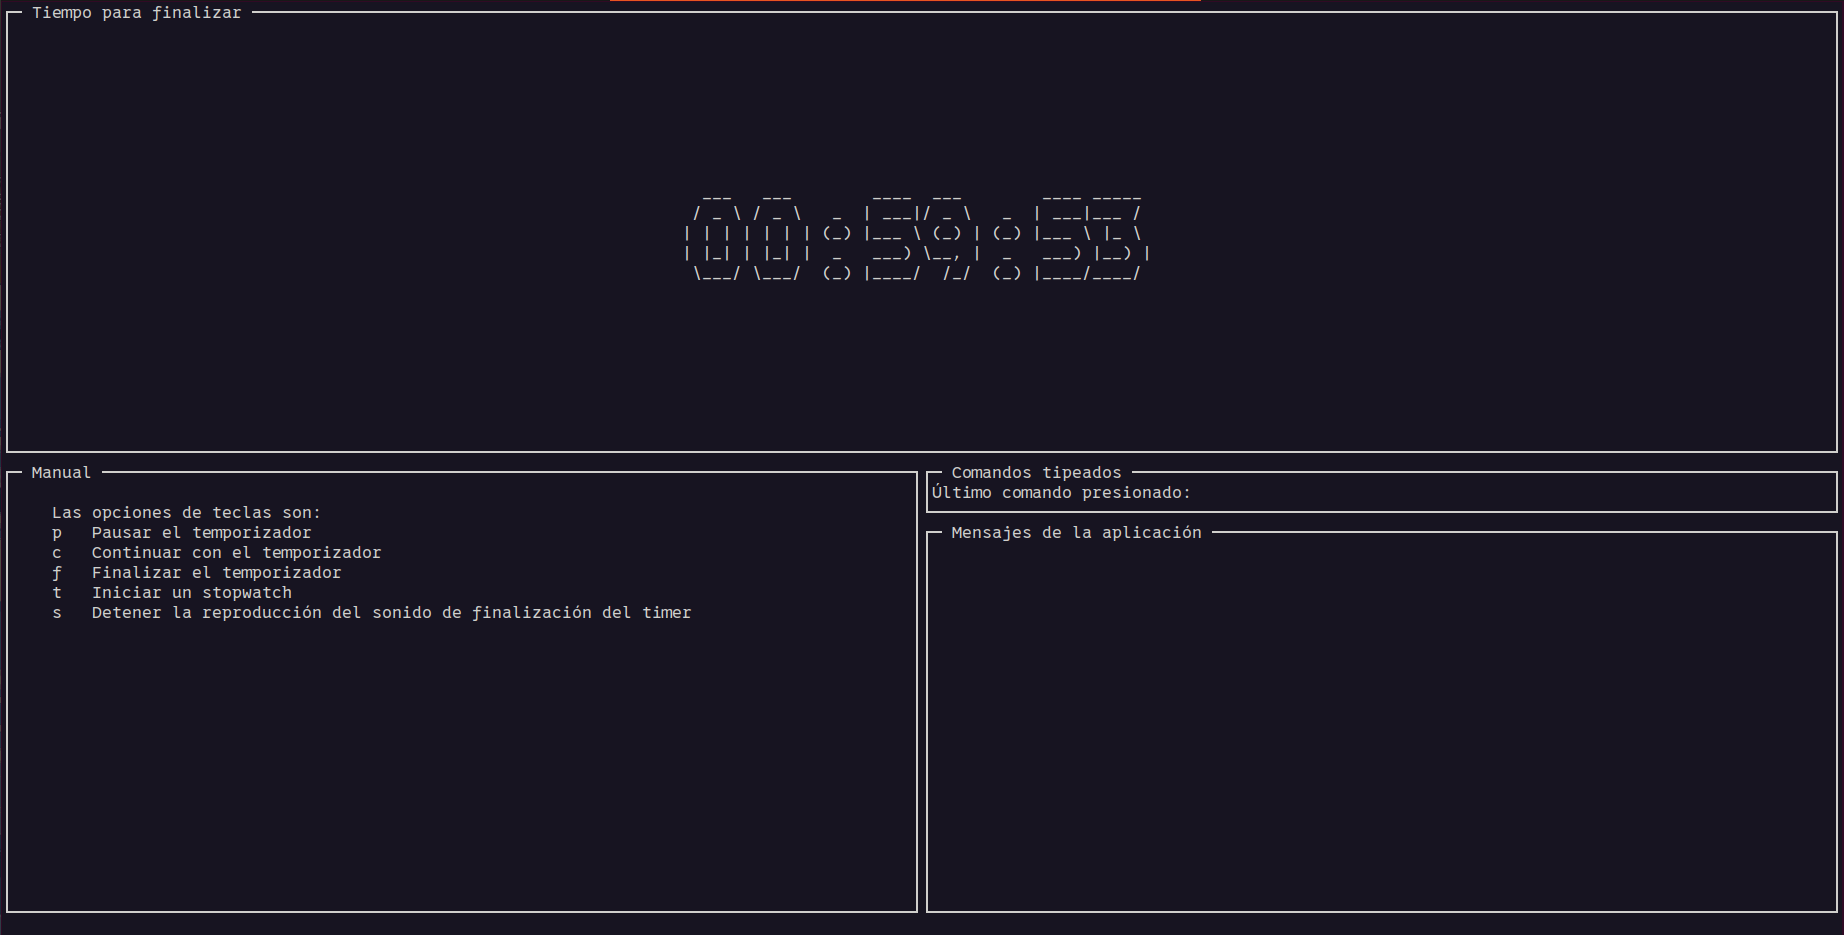 Tiempo para finalizar
00:59:53
Manual
Las opciones de teclas son:
p Pausar el temporizador
c Continuar con el temporizador
f Finalizar el temporizador
t Iniciar un stopwatch
s Detener la reproducción del sonido de finalización del timer
Comandos tipeados
Último comando presionado:
Mensajes de la aplicación